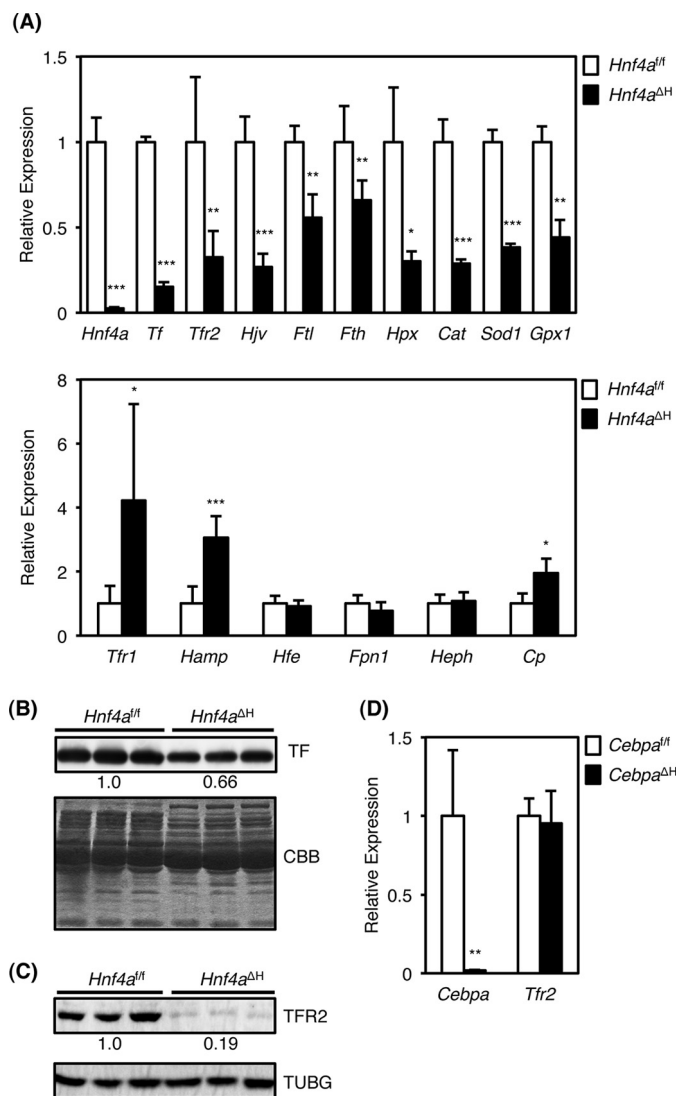 (A)
1.5
1
0.5
0
Relative Expression
Hnf4a^f/f
Hnf4a^ΔH
***
***
**
***
**
**
*
***
***
**
Hnf4a Tf Tfr2 Hjv Ftl Fth Hpx Cat Sod1 Gpx1
8
6
4
2
0
Relative Expression
Hnf4a^f/f
Hnf4a^ΔH
*
***
*
Tfr1 Hamp Hfe Fpn1 Heph Cp
(B)
Hnf4a^f/f Hnf4a^ΔH
TF
1.0 0.66
CBB
(C)
Hnf4a^f/f Hnf4a^ΔH
TFR2
1.0 0.19
TUBG
(D)
1.5
1
0.5
0
Relative Expression
Cebpa^f/f
Cebpa^ΔH
**
Cebpa Tfr2